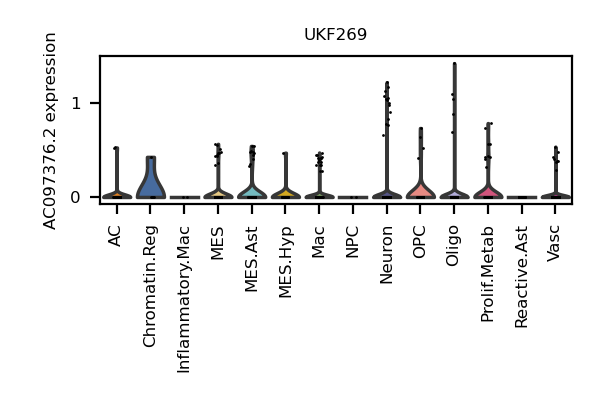 UKF269
AC097376.2 expression
1
0
AC
Chromatin.Reg
Inflammatory.Mac
MES
MES.Ast
MES.Hyp
Mac
NPC
Neuron
OPC
Oligo
Prolif.Metab
Reactive.Ast
Vasc